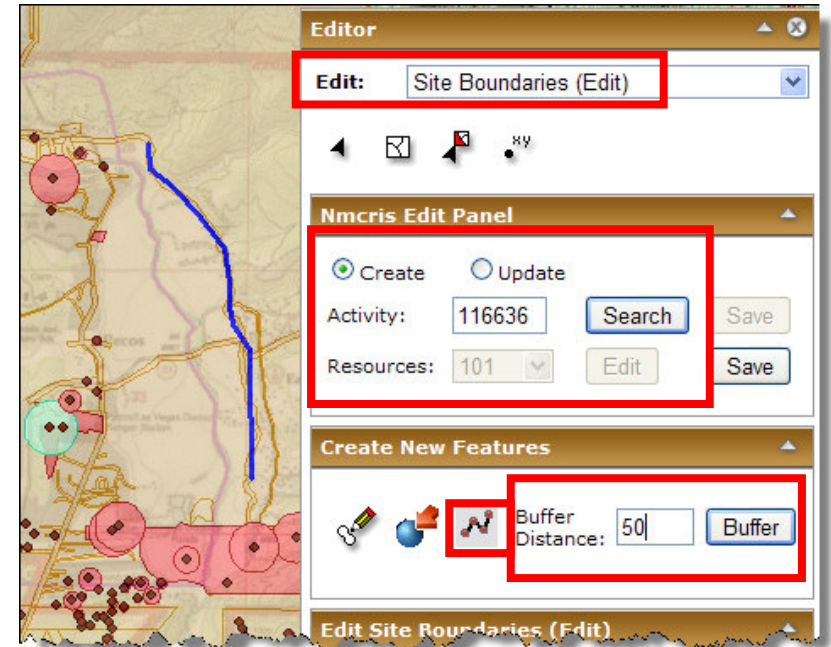 Editor
Edit: Site Boundaries (Edit)
xy
Nmcris Edit Panel
Create Update
Activity: 116636 Search Save
Resources: 101 Edit Save
Create New Features
Buffer
Distance: 50 Buffer
Edit Site Boundaries (Edit)